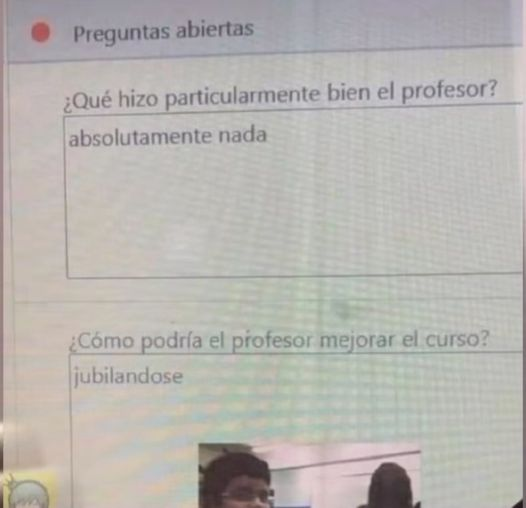 Preguntas abiertas
¿Qué hizo particularmente bien el profesor?
absolutamente nada
¿Cómo podría el profesor mejorar el curso?
jubilandose